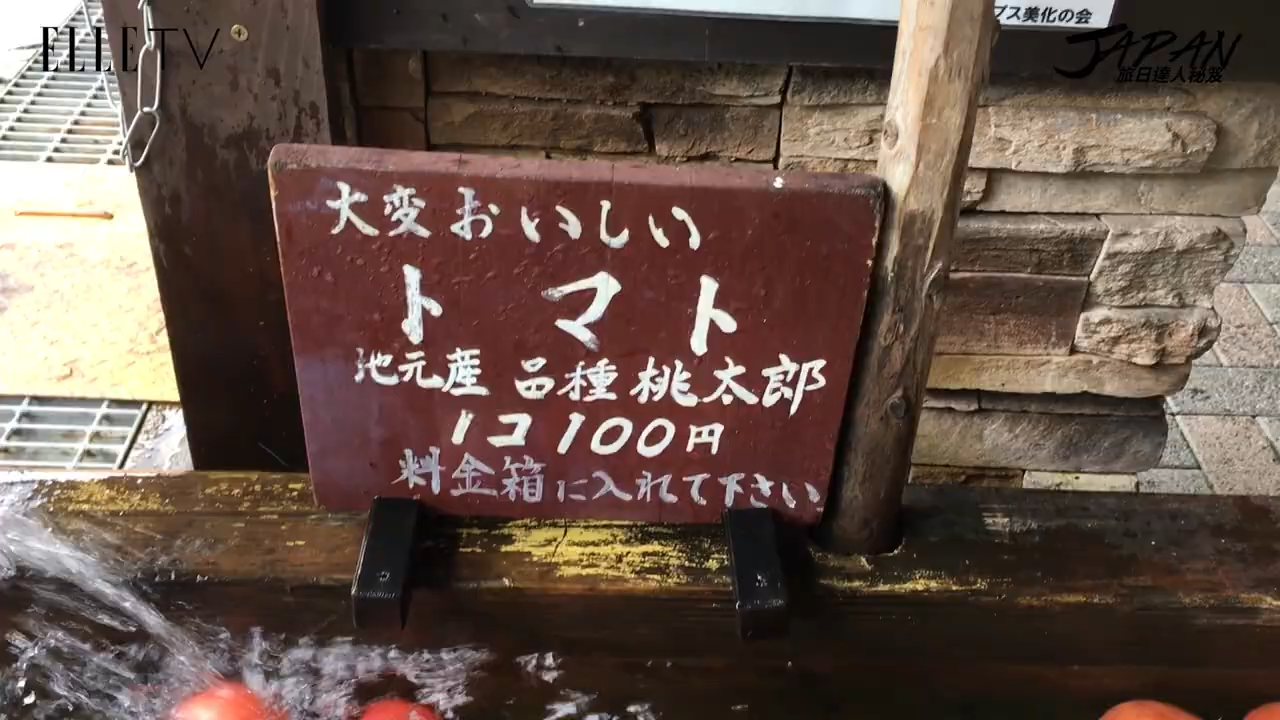 ELLE TV
プス美化の会
JAPAN
旅日達人秘笈
大変おいしい
トマト
地元産 品種 桃太郎
1コ 100円
料金箱に入れて下さい